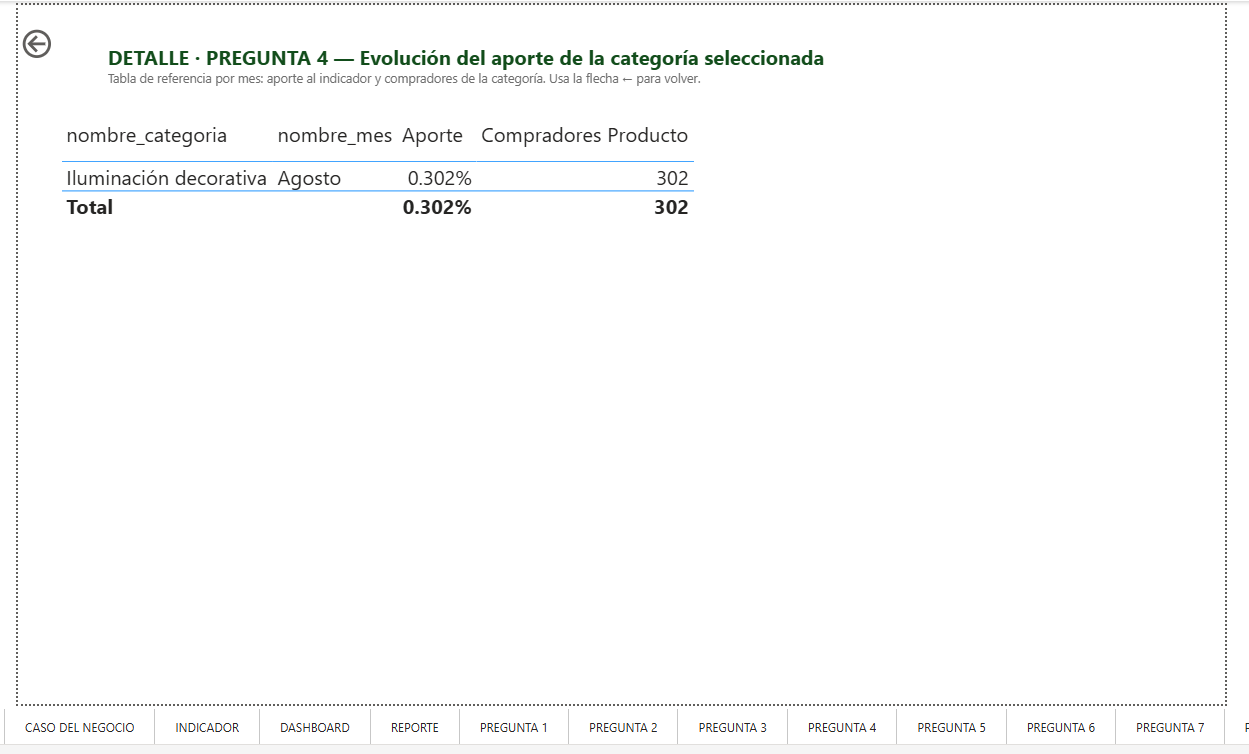 DETALLE · PREGUNTA 4 — Evolución del aporte de la categoría seleccionada
Tabla de referencia por mes: aporte al indicador y compradores de la categoría. Usa la flecha ← para volver.
nombre_categoria nombre_mes Aporte Compradores Producto
Iluminación decorativa Agosto 0.302% 302
Total 0.302% 302
CASO DEL NEGOCIO INDICADOR DASHBOARD REPORTE PREGUNTA 1 PREGUNTA 2 PREGUNTA 3 PREGUNTA 4 PREGUNTA 5 PREGUNTA 6 PREGUNTA 7